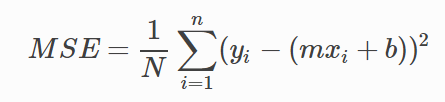 MSE = \frac{1}{N} \sum_{i=1}^{n} (y_i - (mx_i + b))^2